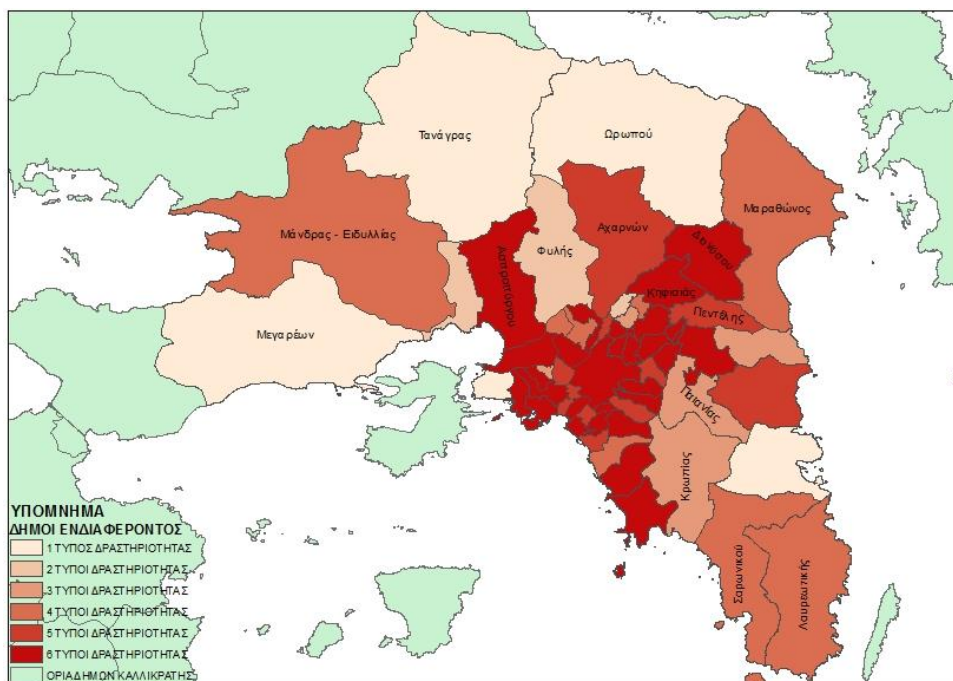 Τανάγρας
Ωρωπού
Μαραθώνος
Μάνδρας - Ειδυλλίας
Φυλής
Αχαρνών
Διονύσου
Ασπροπύργου
Κηφισιάς
Πεντέλης
Μεγαρέων
Παιανίας
Κρωπίας
Σαρωνικού
Λαυρεωτικής
ΥΠΟΜΝΗΜΑ
ΔΗΜΟΙ ΕΝΔΙΑΦΕΡΟΝΤΟΣ
1 ΤΥΠΟΣ ΔΡΑΣΤΗΡΙΟΤΗΤΑΣ
2 ΤΥΠΟΙ ΔΡΑΣΤΗΡΙΟΤΗΤΑΣ
3 ΤΥΠΟΙ ΔΡΑΣΤΗΡΙΟΤΗΤΑΣ
4 ΤΥΠΟΙ ΔΡΑΣΤΗΡΙΟΤΗΤΑΣ
5 ΤΥΠΟΙ ΔΡΑΣΤΗΡΙΟΤΗΤΑΣ
6 ΤΥΠΟΙ ΔΡΑΣΤΗΡΙΟΤΗΤΑΣ
ΟΡΙΑ ΔΗΜΩΝ ΚΑΛΛΙΚΡΑΤΗΣ